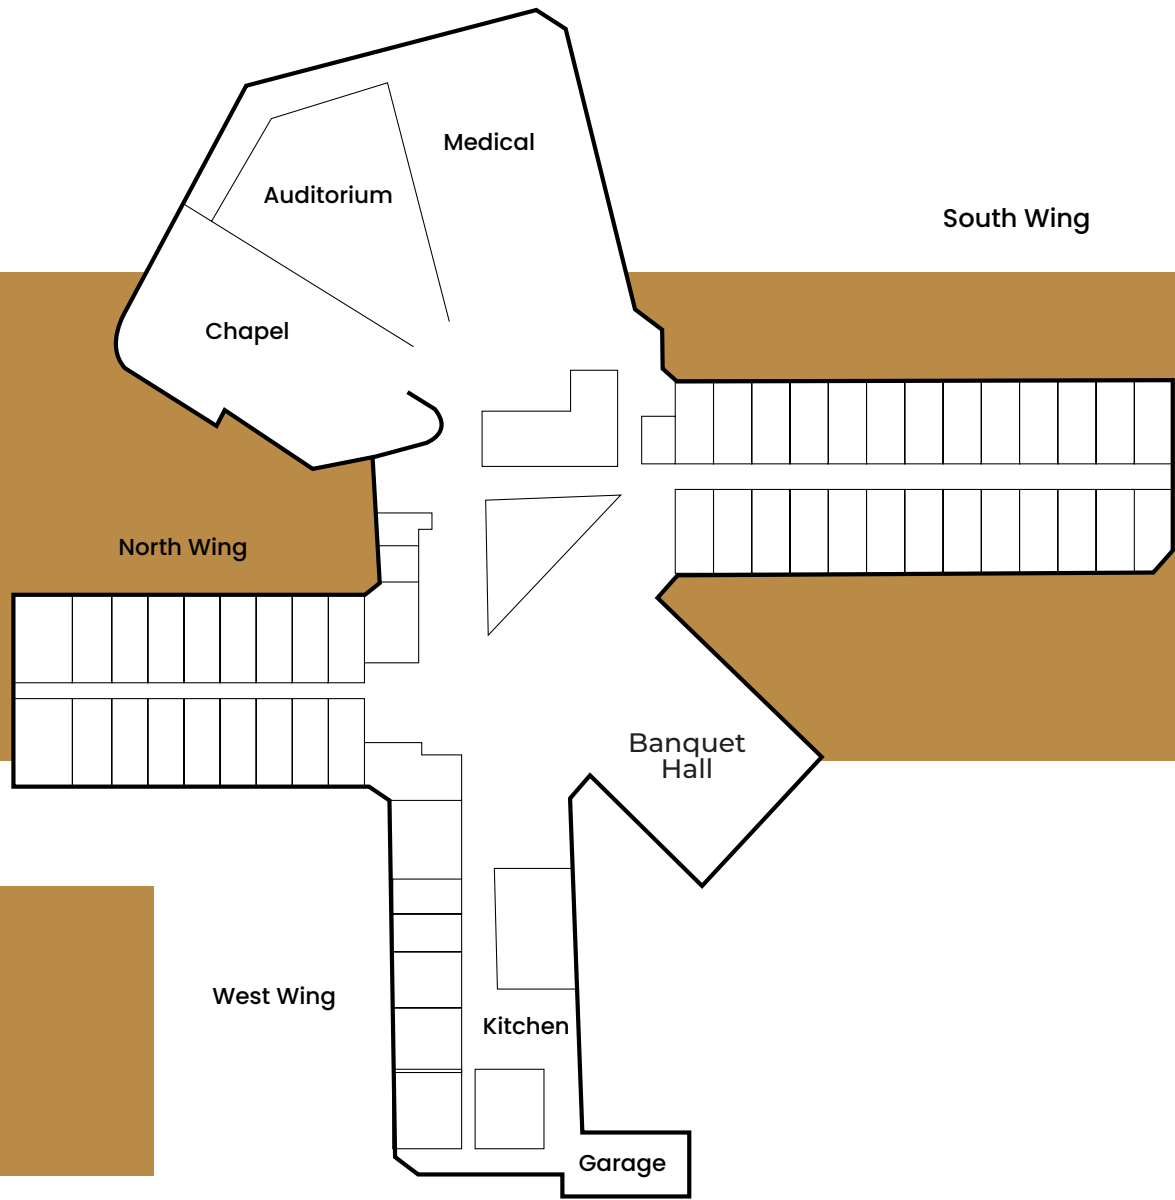 Medical
Auditorium
South Wing
Chapel
North Wing
Banquet
Hall
West Wing
Kitchen
Garage